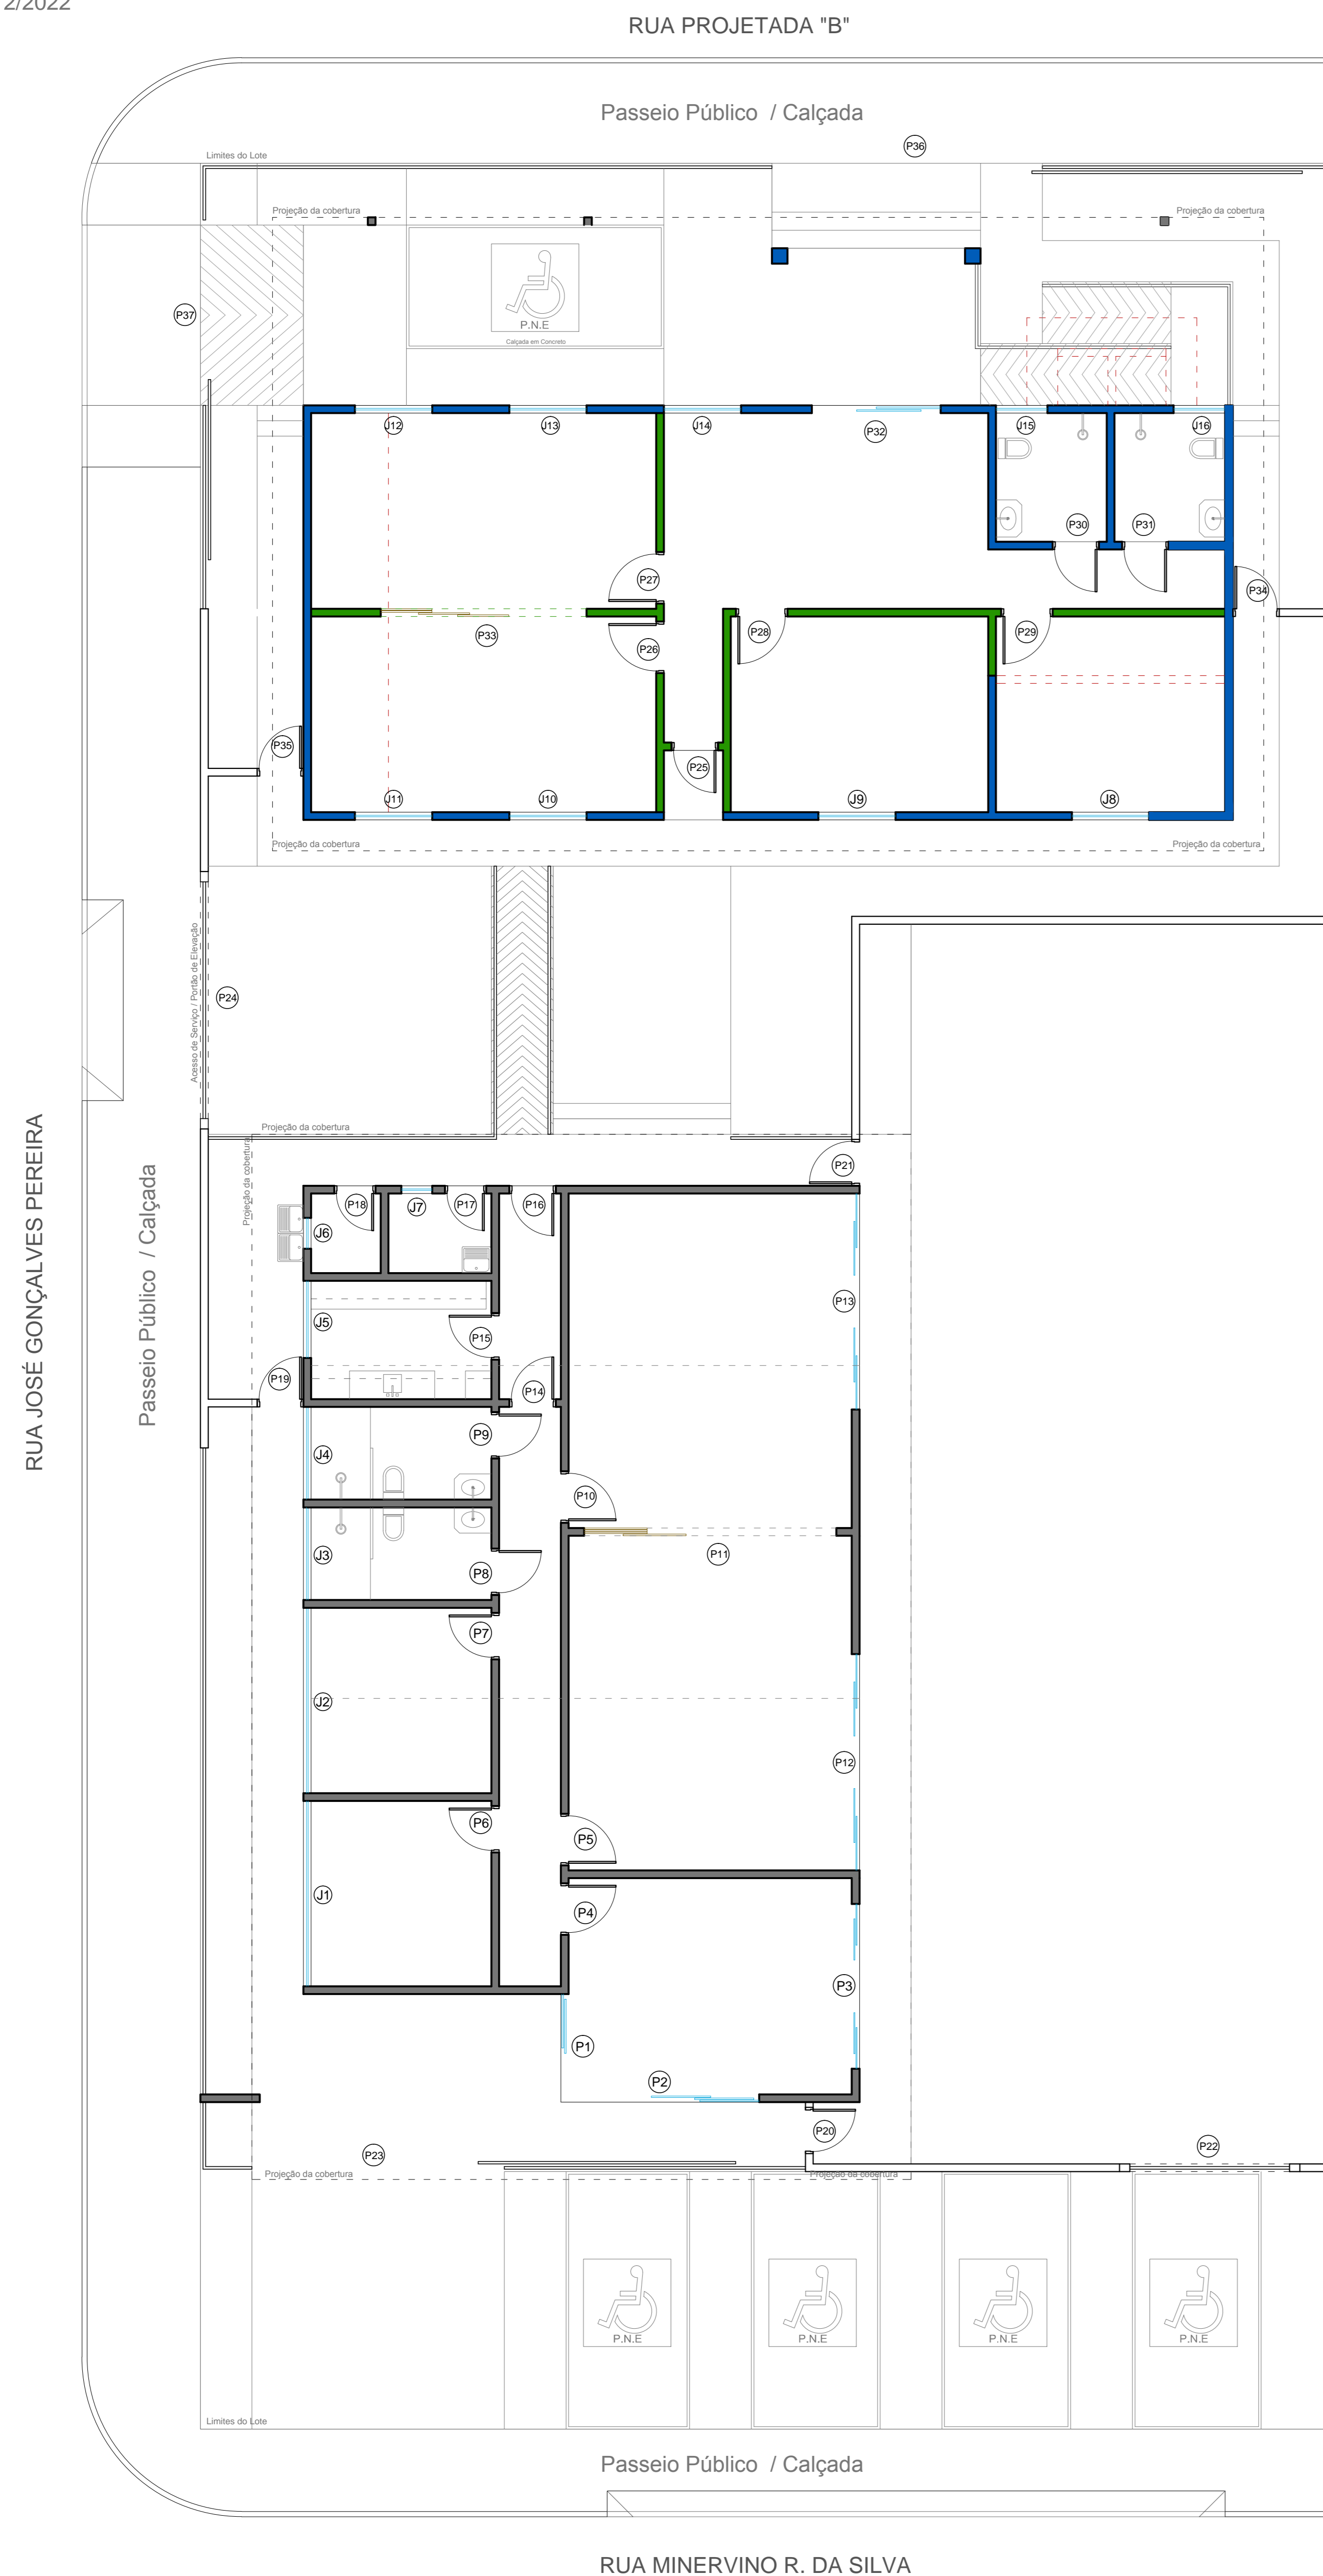 2/2022
RUA PROJETADA "B"
Passeio Público / Calçada
P36
Limites do Lote
Projeção da cobertura
Projeção da cobertura
P.N.E
Calçada em Concreto
P37
J12
J13
J14
P32
J15
J16
P30
P31
P27
P34
P33
P26
P28
P29
P35
P25
J11
J10
J9
J8
Projeção da cobertura
Projeção da cobertura
Acesso de Serviço / Portão de Elevação
P24
RUA JOSÉ GONÇALVES PEREIRA
Passeio Público / Calçada
Projeção da cobertura
Projeção da cobertura
P21
P18
J7
P17
P16
J6
P13
J5
P15
P19
P14
P9
J4
P10
P11
J3
P8
P7
J2
P12
P6
P5
J1
P4
P3
P1
P2
P20
P23
P22
Projeção da cobertura
Projeção da cobertura
P.N.E
P.N.E
P.N.E
P.N.E
Limites do Lote
Passeio Público / Calçada
RUA MINERVINO R. DA SILVA